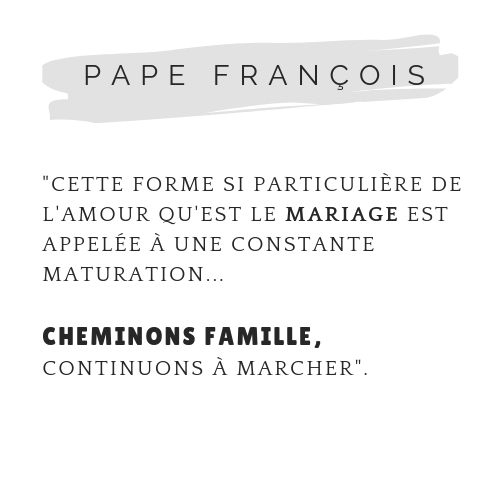 PAPE FRANÇOIS
"CETTE FORME SI PARTICULIÈRE DE
L'AMOUR QU'EST LE MARIAGE EST
APPELÉE À UNE CONSTANTE
MATURATION...
CHEMINONS FAMILLE,
CONTINUONS À MARCHER".